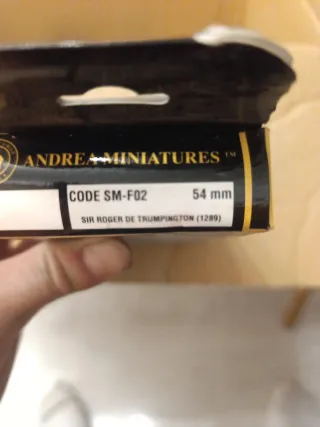 ANDREA MINIATURES ™
CODE SM-F02 54 mm
SIR ROGER DE TRUMPINGTON (1289)